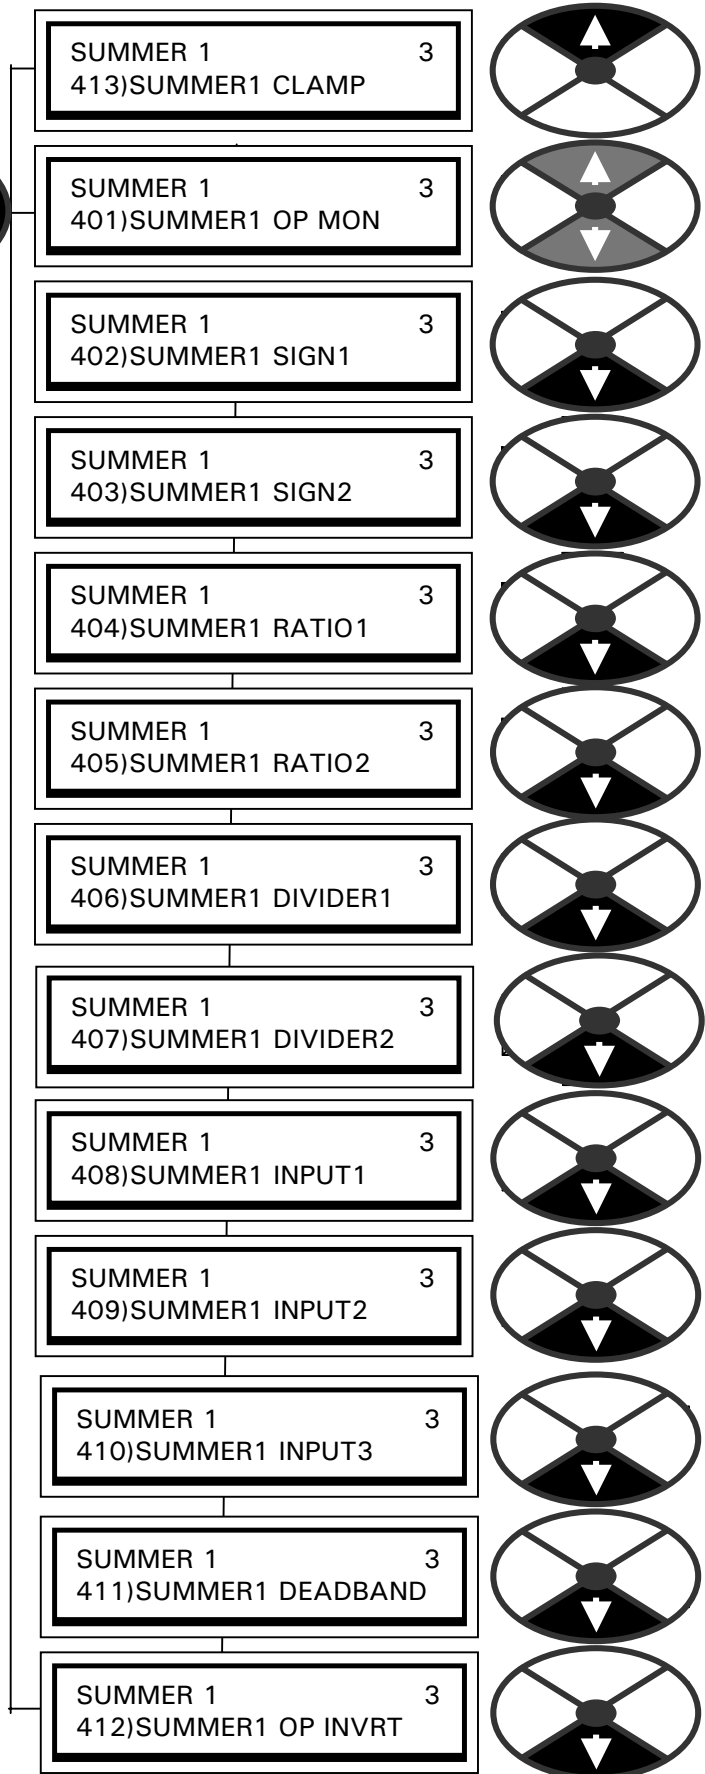 SUMMER 1 3
413)SUMMER1 CLAMP
SUMMER 1 3
401)SUMMER1 OP MON
SUMMER 1 3
402)SUMMER1 SIGN1
SUMMER 1 3
403)SUMMER1 SIGN2
SUMMER 1 3
404)SUMMER1 RATIO1
SUMMER 1 3
405)SUMMER1 RATIO2
SUMMER 1 3
406)SUMMER1 DIVIDER1
SUMMER 1 3
407)SUMMER1 DIVIDER2
SUMMER 1 3
408)SUMMER1 INPUT1
SUMMER 1 3
409)SUMMER1 INPUT2
SUMMER 1 3
410)SUMMER1 INPUT3
SUMMER 1 3
411)SUMMER1 DEADBAND
SUMMER 1 3
412)SUMMER1 OP INVRT